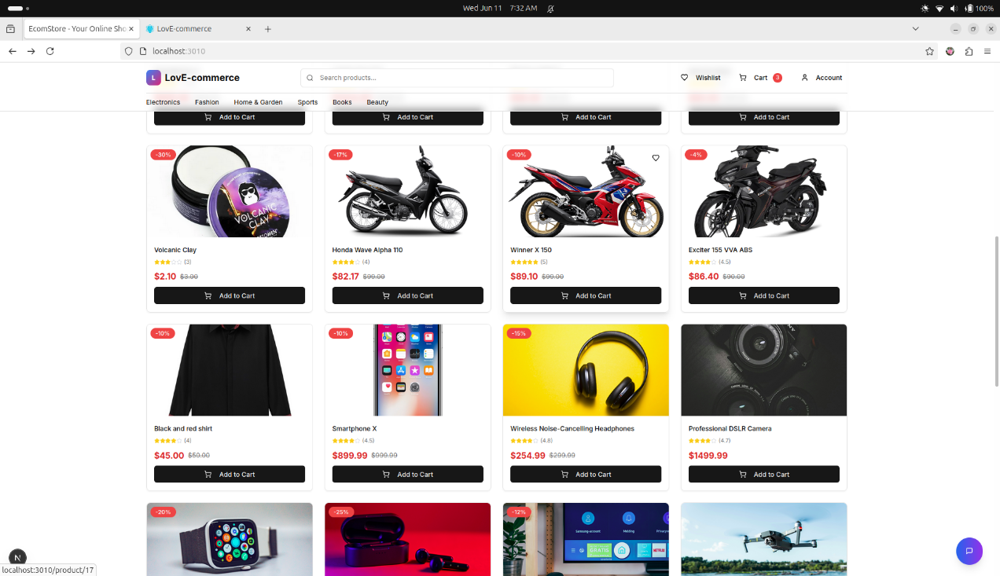 Wed Jun 11 7:32 AM
100%
EcomStore - Your Online Sho
LovE-commerce
localhost:3010
L LovE-commerce
Search products...
Wishlist
Cart 3
Account
Electronics Fashion Home & Garden Sports Books Beauty
Add to Cart Add to Cart Add to Cart Add to Cart
-30% -17% -10% -4%
VOLCANIC
CLAY
Volcanic Clay Honda Wave Alpha 110 Winner X 150 Exciter 155 VVA ABS
(3) (4) (5) (4.5)
$2.10 $3.00 $82.17 $99.00 $89.10 $99.00 $86.40 $90.00
Add to Cart Add to Cart Add to Cart Add to Cart
-10% -10% -15%
Black and red shirt Smartphone X Wireless Noise-Cancelling Headphones Professional DSLR Camera
(4) (4.5) (4.8) (4.7)
$45.00 $50.00 $899.99 $999.99 $254.99 $299.99 $1499.99
Add to Cart Add to Cart Add to Cart Add to Cart
-20% -25% -12%
GRATIS
NETFLIX
N
localhost:3010/product/17